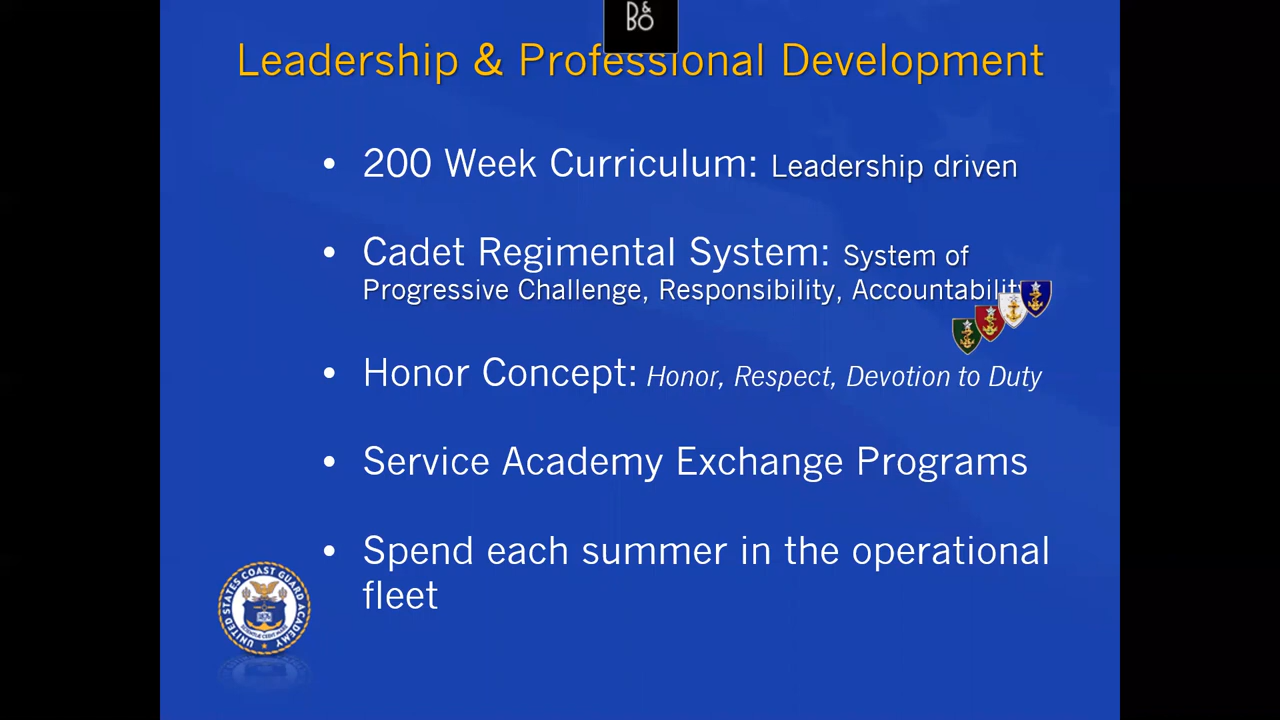 B&O
Leadership & Professional Development
• 200 Week Curriculum: Leadership driven
• Cadet Regimental System: System of
Progressive Challenge, Responsibility, Accountability
• Honor Concept: Honor, Respect, Devotion to Duty
• Service Academy Exchange Programs
• Spend each summer in the operational
fleet
UNITED STATES COAST GUARD ACADEMY